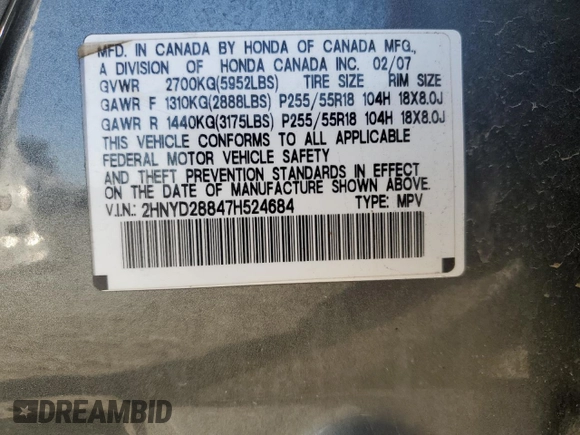 MFD. IN CANADA BY HONDA OF CANADA MFG.,
A DIVISION OF HONDA CANADA INC. 02/07
GVWR 2700KG(5952LBS) TIRE SIZE RIM SIZE
GAWR F 1310KG(2888LBS) P255/55R18 104H 18X8.0J
GAWR R 1440KG(3175LBS) P255/55R18 104H 18X8.0J
THIS VEHICLE CONFORMS TO ALL APPLICABLE
FEDERAL MOTOR VEHICLE SAFETY
AND THEFT PREVENTION STANDARDS IN EFFECT
ON THE DATE OF MANUFACTURE SHOWN ABOVE.
V.I.N.: 2HNYD28847H524684 TYPE: MPV
DREAMBID